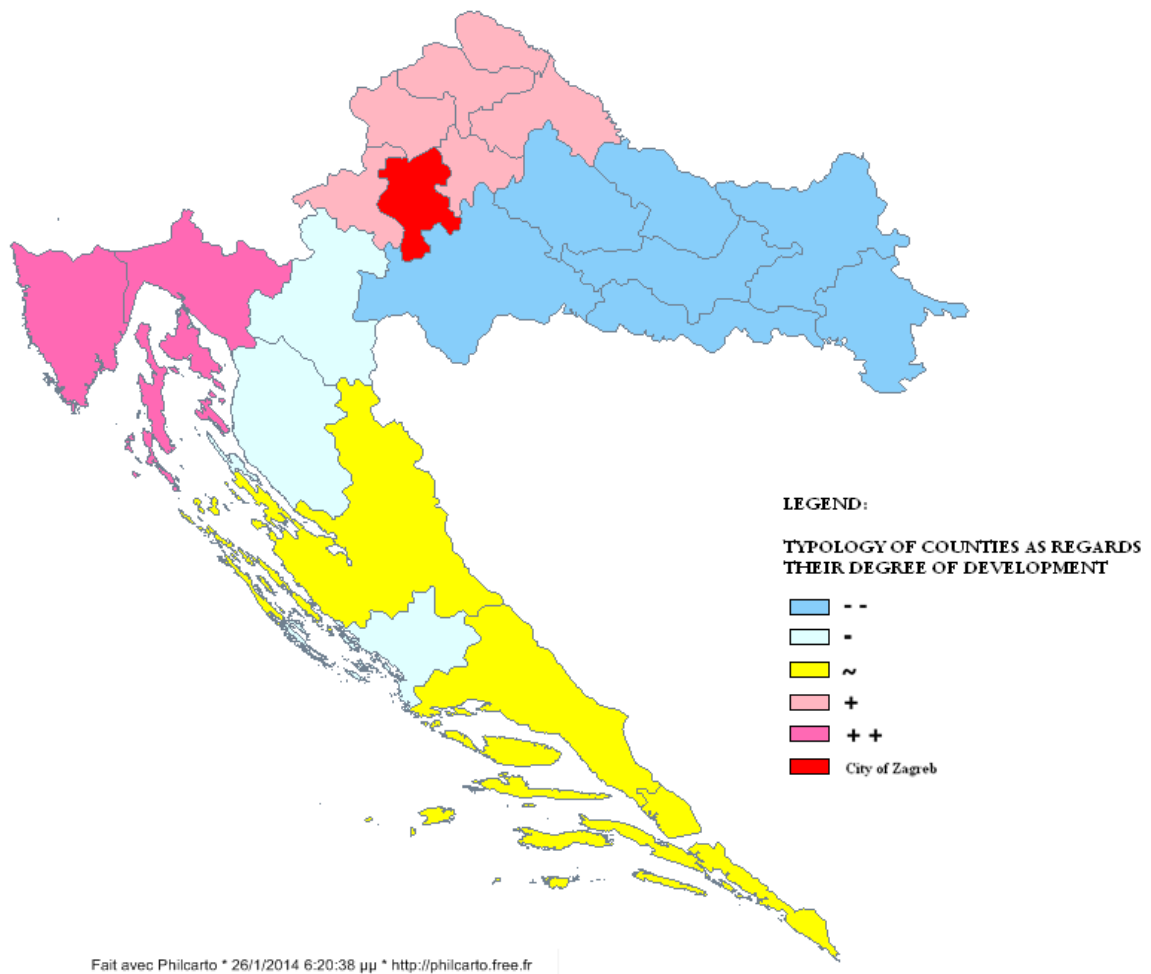 LEGEND:
TYPOLOGY OF COUNTIES AS REGARDS
THEIR DEGREE OF DEVELOPMENT
- -
-
~
+
+ +
City of Zagreb
Fait avec Philcarto * 26/1/2014 6:20:38 μμ * http://philcarto.free.fr